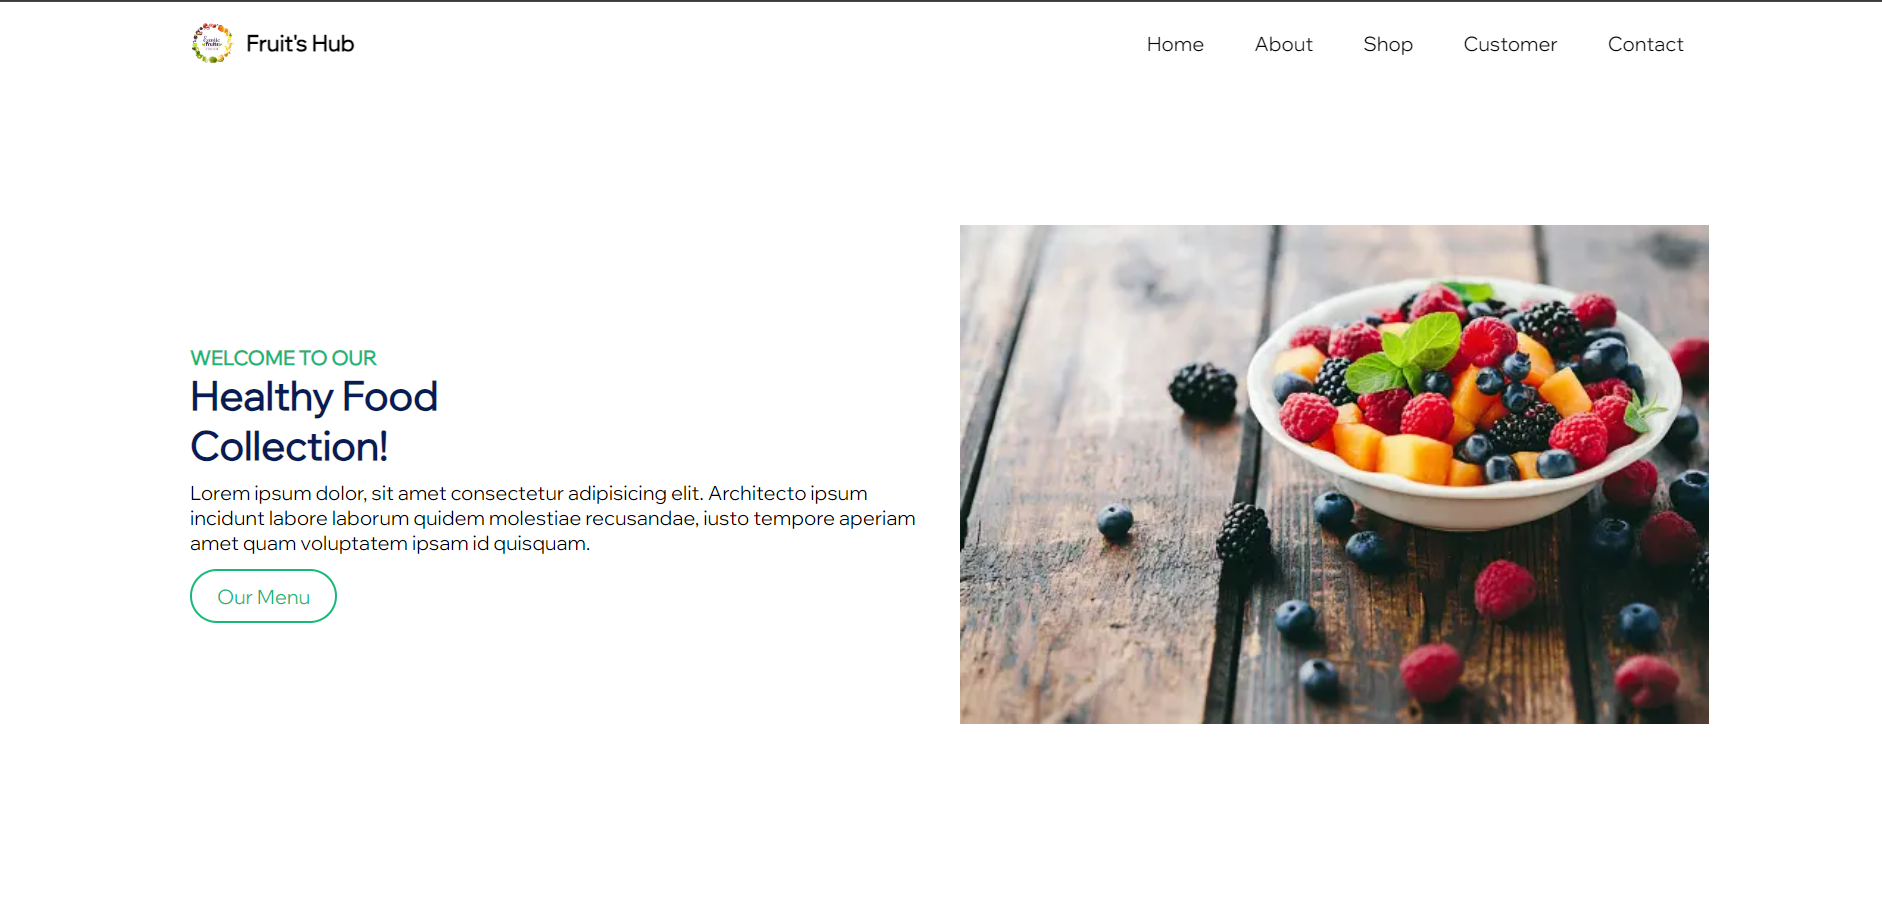 Fruit's Hub
Home About Shop Customer Contact
WELCOME TO OUR
Healthy Food
Collection!
Lorem ipsum dolor, sit amet consectetur adipisicing elit. Architecto ipsum
incidunt labore laborum quidem molestiae recusandae, iusto tempore aperiam
amet quam voluptatem ipsam id quisquam.
Our Menu